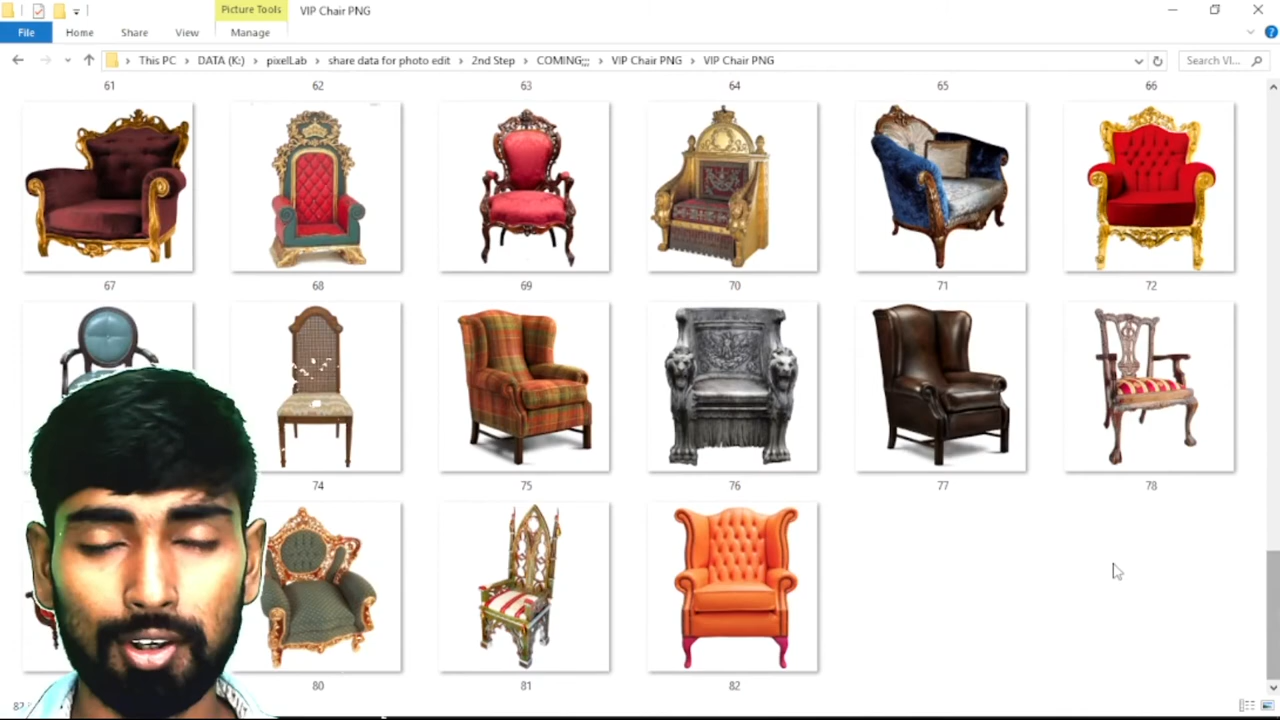 Picture Tools
VIP Chair PNG
File
Home
Share
View
Manage
This PC > DATA (K:) > pixelLab > share data for photo edit > 2nd Step > COMING;;; > VIP Chair PNG > VIP Chair PNG
Search VI...
61
62
63
64
65
66
67
68
69
70
71
72
74
75
76
77
78
80
81
82